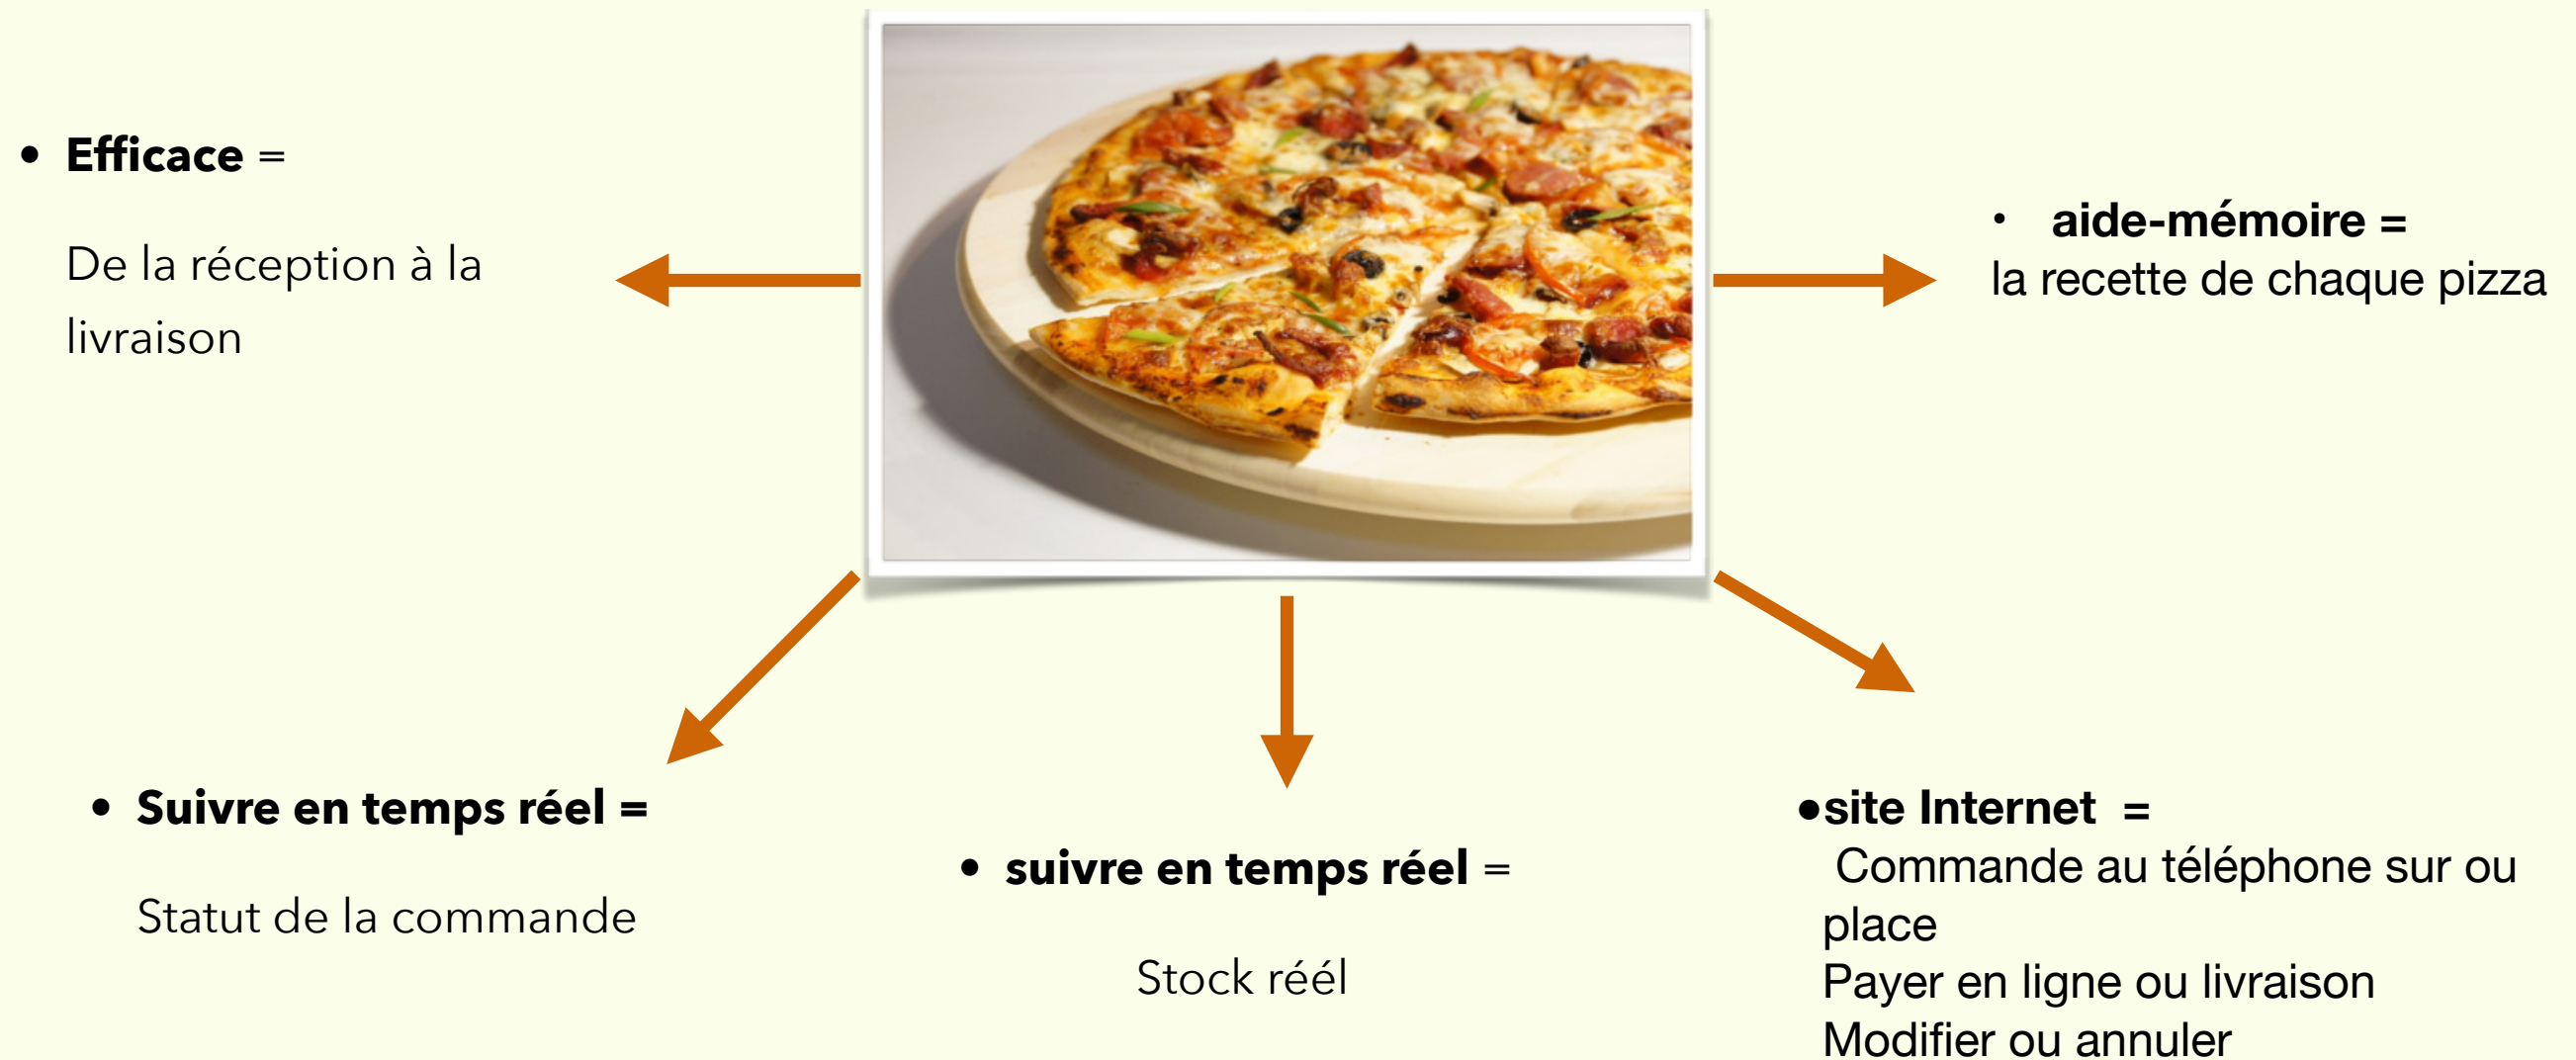 • Efficace =
De la réception à la
livraison
• aide-mémoire =
la recette de chaque pizza
• Suivre en temps réel =
Statut de la commande
• suivre en temps réel =
Stock réél
•site Internet =
Commande au téléphone sur ou
place
Payer en ligne ou livraison
Modifier ou annuler